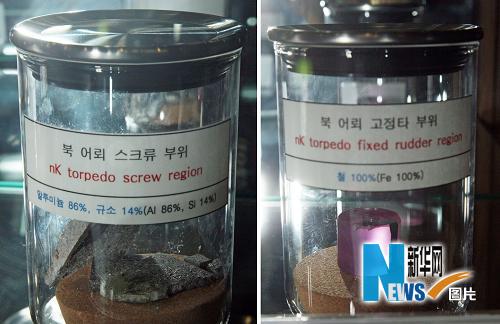 북 어뢰 스크류 부위
nK torpedo screw region
알루미늄 86%, 규소 14%(Al 86%, Si 14%)
북 어뢰 고정타 부위
nK torpedo fixed rudder region
철 100%(Fe 100%)
新华网
NEWS 图片